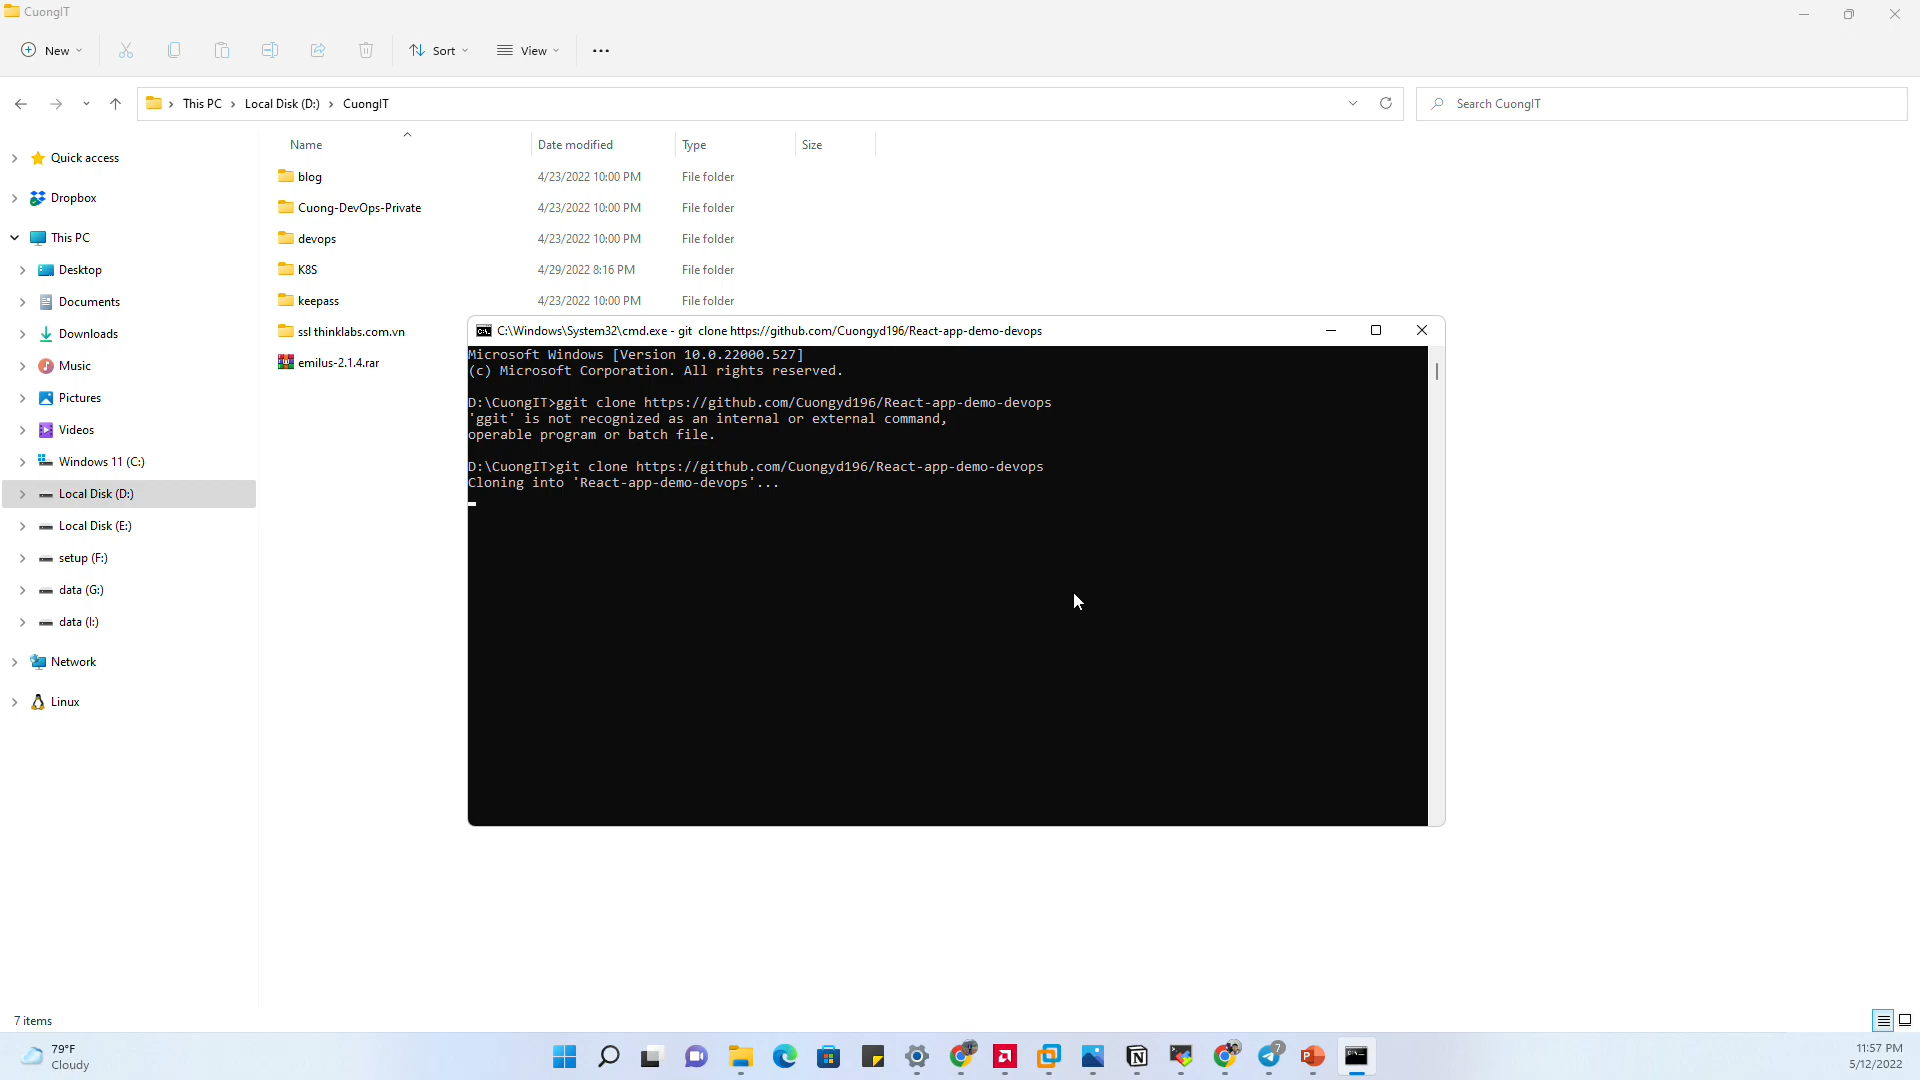 CuongIT
New
Sort
View
This PC
Local Disk (D:)
CuongIT
Search CuongIT
Name
Date modified
Type
Size
Quick access
Dropbox
This PC
Desktop
Documents
Downloads
Music
Pictures
Videos
Windows 11 (C:)
Local Disk (D:)
Local Disk (E:)
setup (F:)
data (G:)
data (I:)
Network
Linux
blog 4/23/2022 10:00 PM File folder
Cuong-DevOps-Private 4/23/2022 10:00 PM File folder
devops 4/23/2022 10:00 PM File folder
K8S 4/29/2022 8:16 PM File folder
keepass 4/23/2022 10:00 PM File folder
ssl thinklabs.com.vn
emilus-2.1.4.rar
C:\Windows\System32\cmd.exe - git clone https://github.com/Cuongyd196/React-app-demo-devops
Microsoft Windows [Version 10.0.22000.527]
(c) Microsoft Corporation. All rights reserved.
D:\CuongIT>ggit clone https://github.com/Cuongyd196/React-app-demo-devops
'ggit' is not recognized as an internal or external command,
operable program or batch file.
D:\CuongIT>git clone https://github.com/Cuongyd196/React-app-demo-devops
Cloning into 'React-app-demo-devops'...
7 items
79°F
Cloudy
7
11:57 PM
5/12/2022